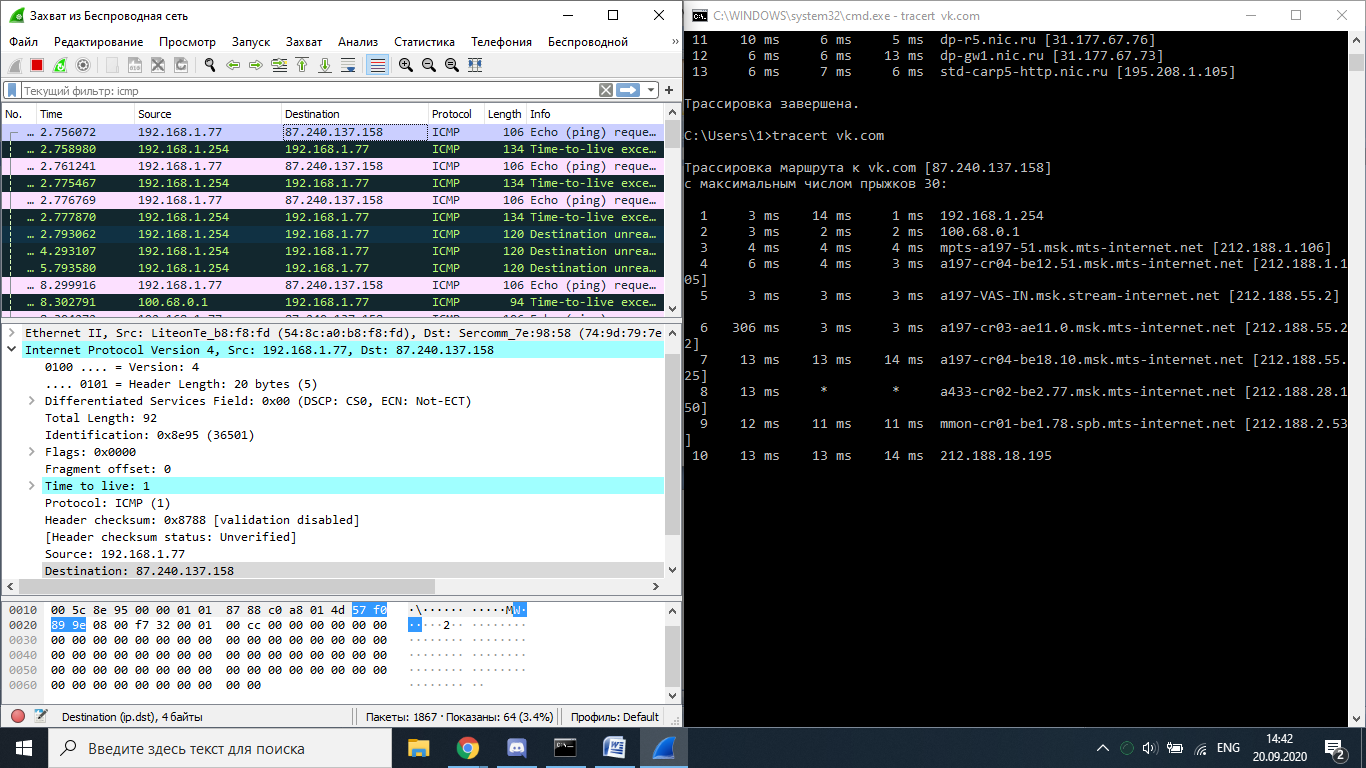 Захват из Беспроводная сеть
Файл Редактирование Просмотр Запуск Захват Анализ Статистика Телефония Беспроводной
Текущий фильтр: icmp
No. Time Source Destination Protocol Length Info
… 2.756072 192.168.1.77 87.240.137.158 ICMP 106 Echo (ping) reque…
… 2.758980 192.168.1.254 192.168.1.77 ICMP 134 Time-to-live exce…
… 2.761241 192.168.1.77 87.240.137.158 ICMP 106 Echo (ping) reque…
… 2.775467 192.168.1.254 192.168.1.77 ICMP 134 Time-to-live exce…
… 2.776769 192.168.1.77 87.240.137.158 ICMP 106 Echo (ping) reque…
… 2.777870 192.168.1.254 192.168.1.77 ICMP 134 Time-to-live exce…
… 2.793062 192.168.1.254 192.168.1.77 ICMP 120 Destination unrea…
… 4.293107 192.168.1.254 192.168.1.77 ICMP 120 Destination unrea…
… 5.793580 192.168.1.254 192.168.1.77 ICMP 120 Destination unrea…
… 8.299916 192.168.1.77 87.240.137.158 ICMP 106 Echo (ping) reque…
… 8.302791 100.68.0.1 192.168.1.77 ICMP 94 Time-to-live exce…
Ethernet II, Src: LiteonTe_b8:f8:fd (54:8c:a0:b8:f8:fd), Dst: Sercomm_7e:98:58 (74:9d:79:7e
Internet Protocol Version 4, Src: 192.168.1.77, Dst: 87.240.137.158
0100 .... = Version: 4
.... 0101 = Header Length: 20 bytes (5)
Differentiated Services Field: 0x00 (DSCP: CS0, ECN: Not-ECT)
Total Length: 92
Identification: 0x8e95 (36501)
Flags: 0x0000
Fragment offset: 0
Time to live: 1
Protocol: ICMP (1)
Header checksum: 0x8788 [validation disabled]
[Header checksum status: Unverified]
Source: 192.168.1.77
Destination: 87.240.137.158
0010 00 5c 8e 95 00 00 01 01 87 88 c0 a8 01 4d 57 f0 ·\······ ·····MW·
0020 89 9e 08 00 f7 32 00 01 00 cc 00 00 00 00 00 00 ·····2·· ········
0030 00 00 00 00 00 00 00 00 00 00 00 00 00 00 00 00 ········ ········
0040 00 00 00 00 00 00 00 00 00 00 00 00 00 00 00 00 ········ ········
0050 00 00 00 00 00 00 00 00 00 00 00 00 00 00 00 00 ········ ········
0060 00 00 00 00 00 00 00 00 00 00 ········ ··
Destination (ip.dst), 4 байты Пакеты: 1867 · Показаны: 64 (3.4%) Профиль: Default
C:\WINDOWS\system32\cmd.exe - tracert vk.com
11 10 ms 6 ms 5 ms dp-r5.nic.ru [31.177.67.76]
12 6 ms 6 ms 13 ms dp-gw1.nic.ru [31.177.67.73]
13 6 ms 7 ms 6 ms std-carp5-http.nic.ru [195.208.1.105]
Трассировка завершена.
C:\Users\1>tracert vk.com
Трассировка маршрута к vk.com [87.240.137.158]
с максимальным числом прыжков 30:
1 3 ms 14 ms 1 ms 192.168.1.254
2 3 ms 2 ms 2 ms 100.68.0.1
3 4 ms 4 ms 4 ms mpts-a197-51.msk.mts-internet.net [212.188.1.106]
4 6 ms 4 ms 3 ms a197-cr04-be12.51.msk.mts-internet.net [212.188.1.1
05]
5 3 ms 3 ms 3 ms a197-VAS-IN.msk.stream-internet.net [212.188.55.2]
6 306 ms 3 ms 3 ms a197-cr03-ae11.0.msk.mts-internet.net [212.188.55.2
2]
7 13 ms 13 ms 14 ms a197-cr04-be18.10.msk.mts-internet.net [212.188.55.
25]
8 13 ms * * a433-cr02-be2.77.msk.mts-internet.net [212.188.28.1
50]
9 12 ms 11 ms 11 ms mmon-cr01-be1.78.spb.mts-internet.net [212.188.2.53
]
10 13 ms 13 ms 14 ms 212.188.18.195
Введите здесь текст для поиска
ENG
14:42
20.09.2020
2